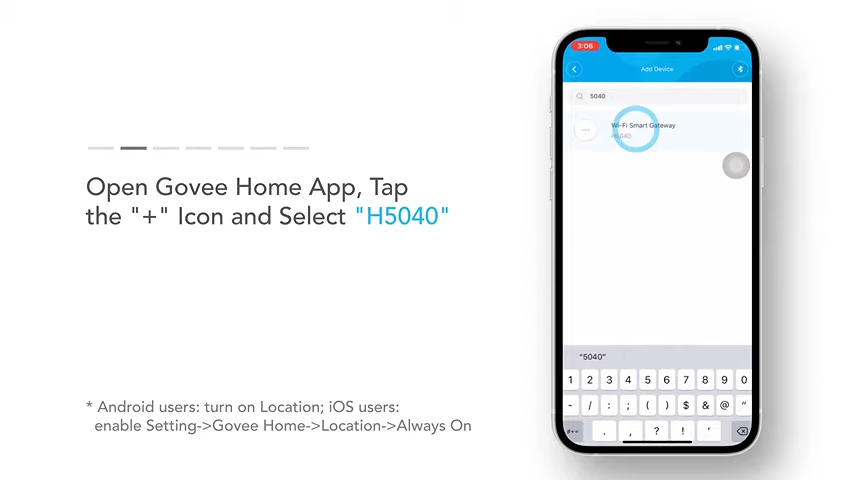 Open Govee Home App, Tap
the "+" Icon and Select "H5040"
* Android users: turn on Location; iOS users:
enable Setting->Govee Home->Location->Always On
3:06
Add Device
5040
Wi-Fi Smart Gateway
H5040
"5040"
1 2 3 4 5 6 7 8 9 0
- / : ; ( ) $ & @ "
#+= . , ? ! '